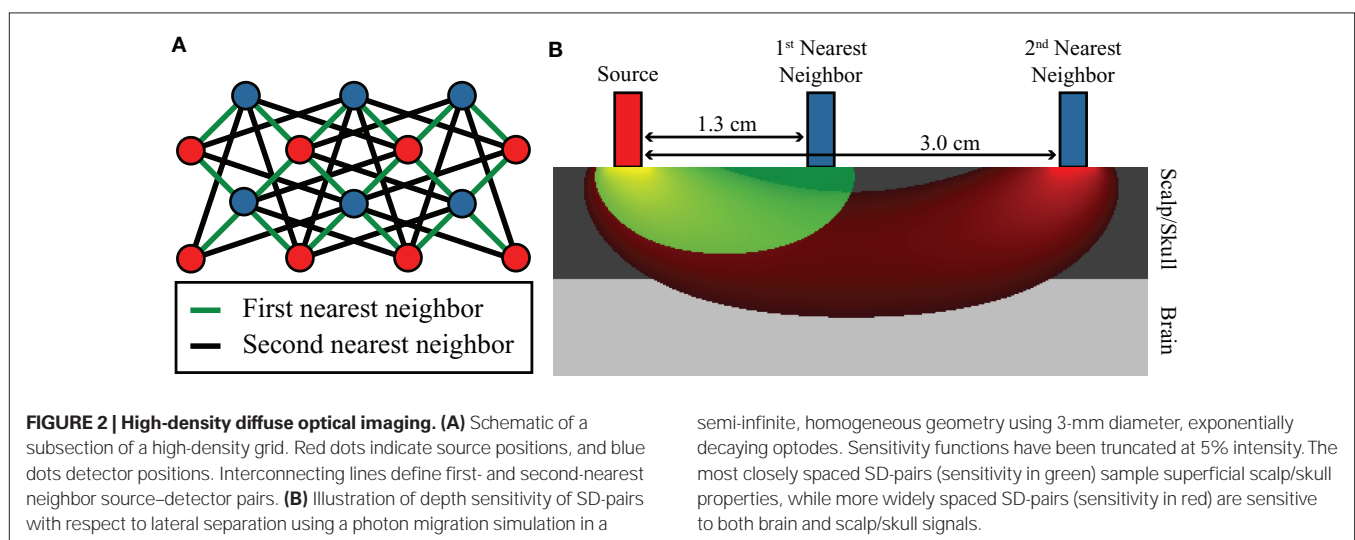 A
First nearest neighbor
Second nearest neighbor
B
Source
1st Nearest
Neighbor
2nd Nearest
Neighbor
1.3 cm
3.0 cm
Scalp/Skull
Brain
FIGURE 2 | High-density diffuse optical imaging. (A) Schematic of a
subsection of a high-density grid. Red dots indicate source positions, and blue
dots detector positions. Interconnecting lines define first- and second-nearest
neighbor source–detector pairs. (B) Illustration of depth sensitivity of SD-pairs
with respect to lateral separation using a photon migration simulation in a
semi-infinite, homogeneous geometry using 3-mm diameter, exponentially
decaying optodes. Sensitivity functions have been truncated at 5% intensity. The
most closely spaced SD-pairs (sensitivity in green) sample superficial scalp/skull
properties, while more widely spaced SD-pairs (sensitivity in red) are sensitive
to both brain and scalp/skull signals.